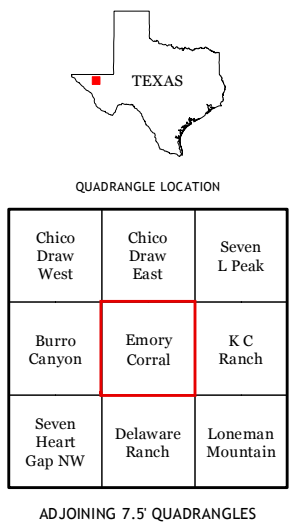 TEXAS
QUADRANGLE LOCATION
Chico
Draw
West
Chico
Draw
East
Seven
L Peak
Burro
Canyon
Emory
Corral
K C
Ranch
Seven
Heart
Gap NW
Delaware
Ranch
Loneman
Mountain
ADJOINING 7.5' QUADRANGLES